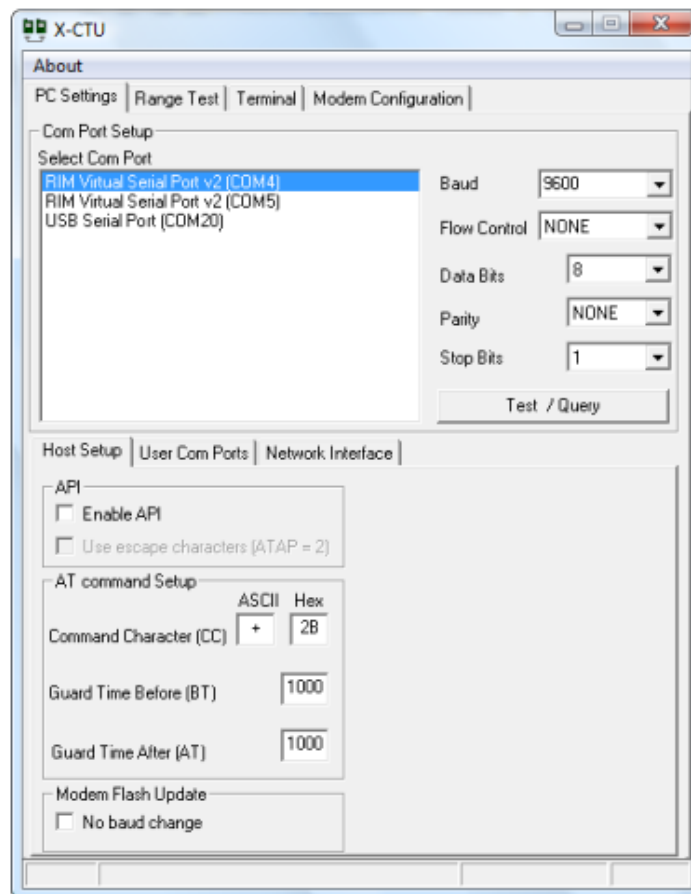 X-CTU
About
PC Settings Range Test Terminal Modem Configuration
Com Port Setup
Select Com Port
RIM Virtual Serial Port v2 (COM4)
RIM Virtual Serial Port v2 (COM5)
USB Serial Port (COM20)
Baud 9600
Flow Control NONE
Data Bits 8
Parity NONE
Stop Bits 1
Test / Query
Host Setup User Com Ports Network Interface
API
Enable API
Use escape characters (ATAP = 2)
AT command Setup
ASCII Hex
Command Character (CC) + 2B
Guard Time Before (BT) 1000
Guard Time After (AT) 1000
Modem Flash Update
No baud change